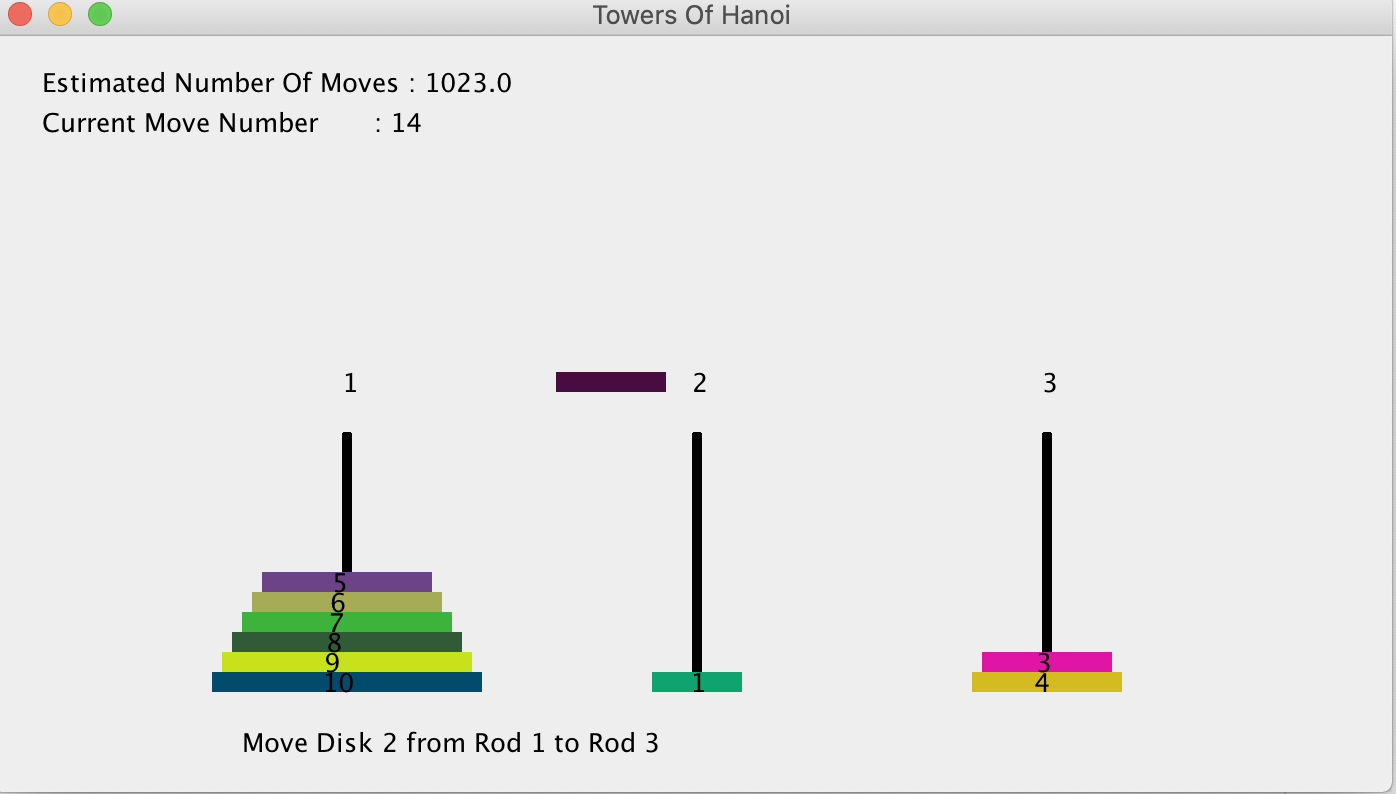 Towers Of Hanoi
Estimated Number Of Moves : 1023.0
Current Move Number : 14
1 2 3
5
6
7
8
9 3
10 1 4
Move Disk 2 from Rod 1 to Rod 3